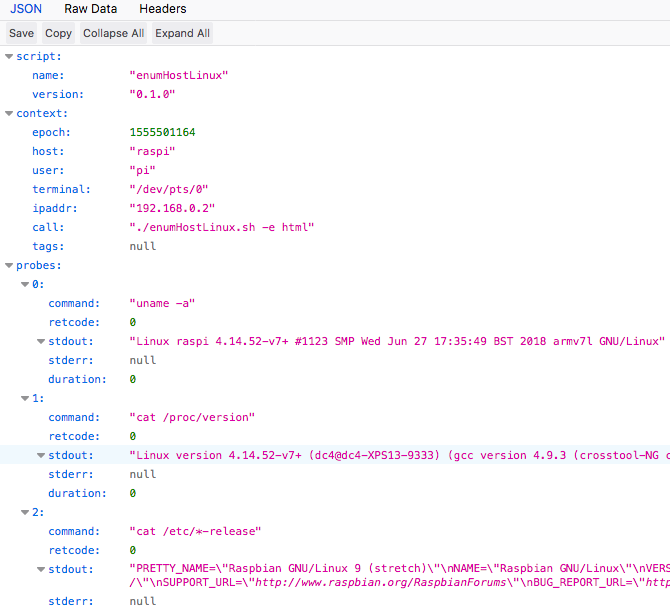 JSON Raw Data Headers
Save Copy Collapse All Expand All
script:
name: "enumHostLinux"
version: "0.1.0"
context:
epoch: 1555501164
host: "raspi"
user: "pi"
terminal: "/dev/pts/0"
ipaddr: "192.168.0.2"
call: "./enumHostLinux.sh -e html"
tags: null
probes:
0:
command: "uname -a"
retcode: 0
stdout: "Linux raspi 4.14.52-v7+ #1123 SMP Wed Jun 27 17:35:49 BST 2018 armv7l GNU/Linux"
stderr: null
duration: 0
1:
command: "cat /proc/version"
retcode: 0
stdout: "Linux version 4.14.52-v7+ (dc4@dc4-XPS13-9333) (gcc version 4.9.3 (crosstool-NG
stderr: null
duration: 0
2:
command: "cat /etc/*-release"
retcode: 0
stdout: "PRETTY_NAME=\"Raspbian GNU/Linux 9 (stretch)\"\nNAME=\"Raspbian GNU/Linux\"\nVERS
/\"\nSUPPORT_URL=\"http://www.raspbian.org/RaspbianForums\"\nBUG_REPORT_URL=\"htt
stderr: null